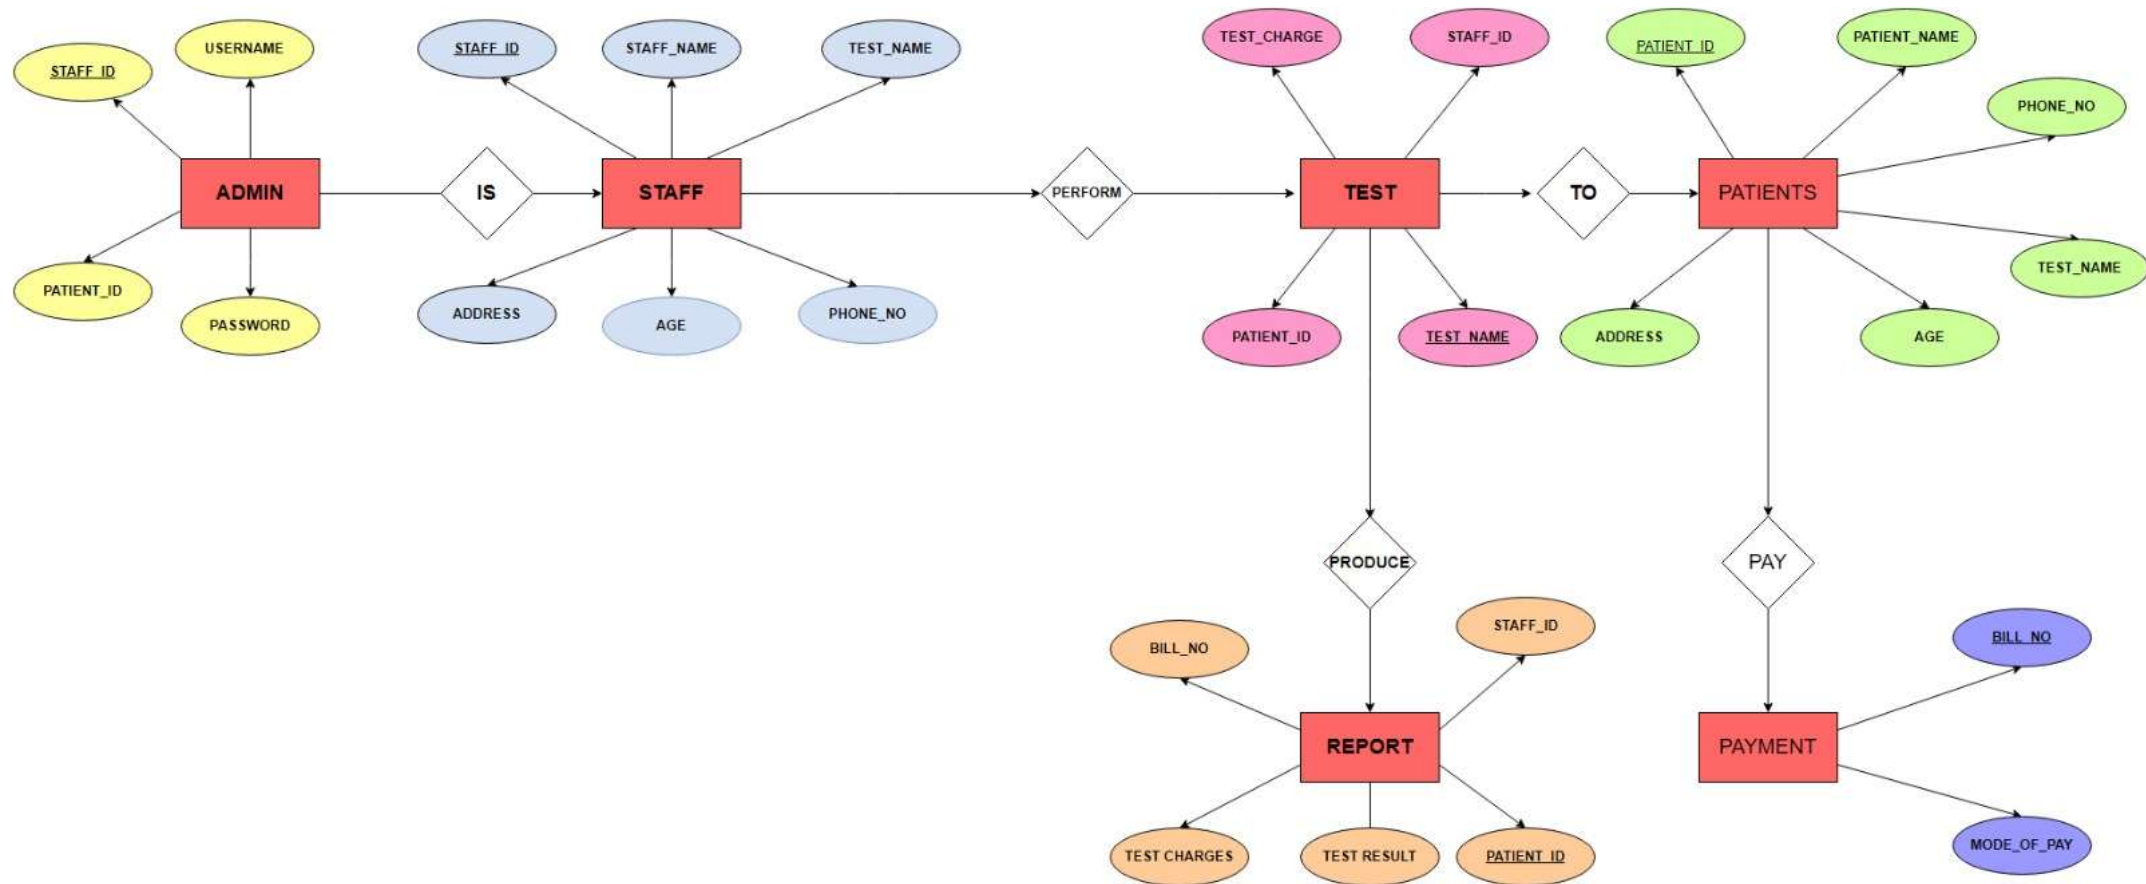 USERNAME
STAFF_ID
ADMIN
PATIENT_ID
PASSWORD
IS
STAFF_ID
STAFF_NAME
TEST_NAME
STAFF
ADDRESS
AGE
PHONE_NO
PERFORM
TEST_CHARGE
STAFF_ID
TEST
PATIENT_ID
TEST_NAME
TO
PATIENT_ID
PATIENT_NAME
PHONE_NO
PATIENTS
TEST_NAME
ADDRESS
AGE
PRODUCE
PAY
BILL_NO
STAFF_ID
REPORT
TEST CHARGES
TEST RESULT
PATIENT_ID
BILL_NO
PAYMENT
MODE_OF_PAY